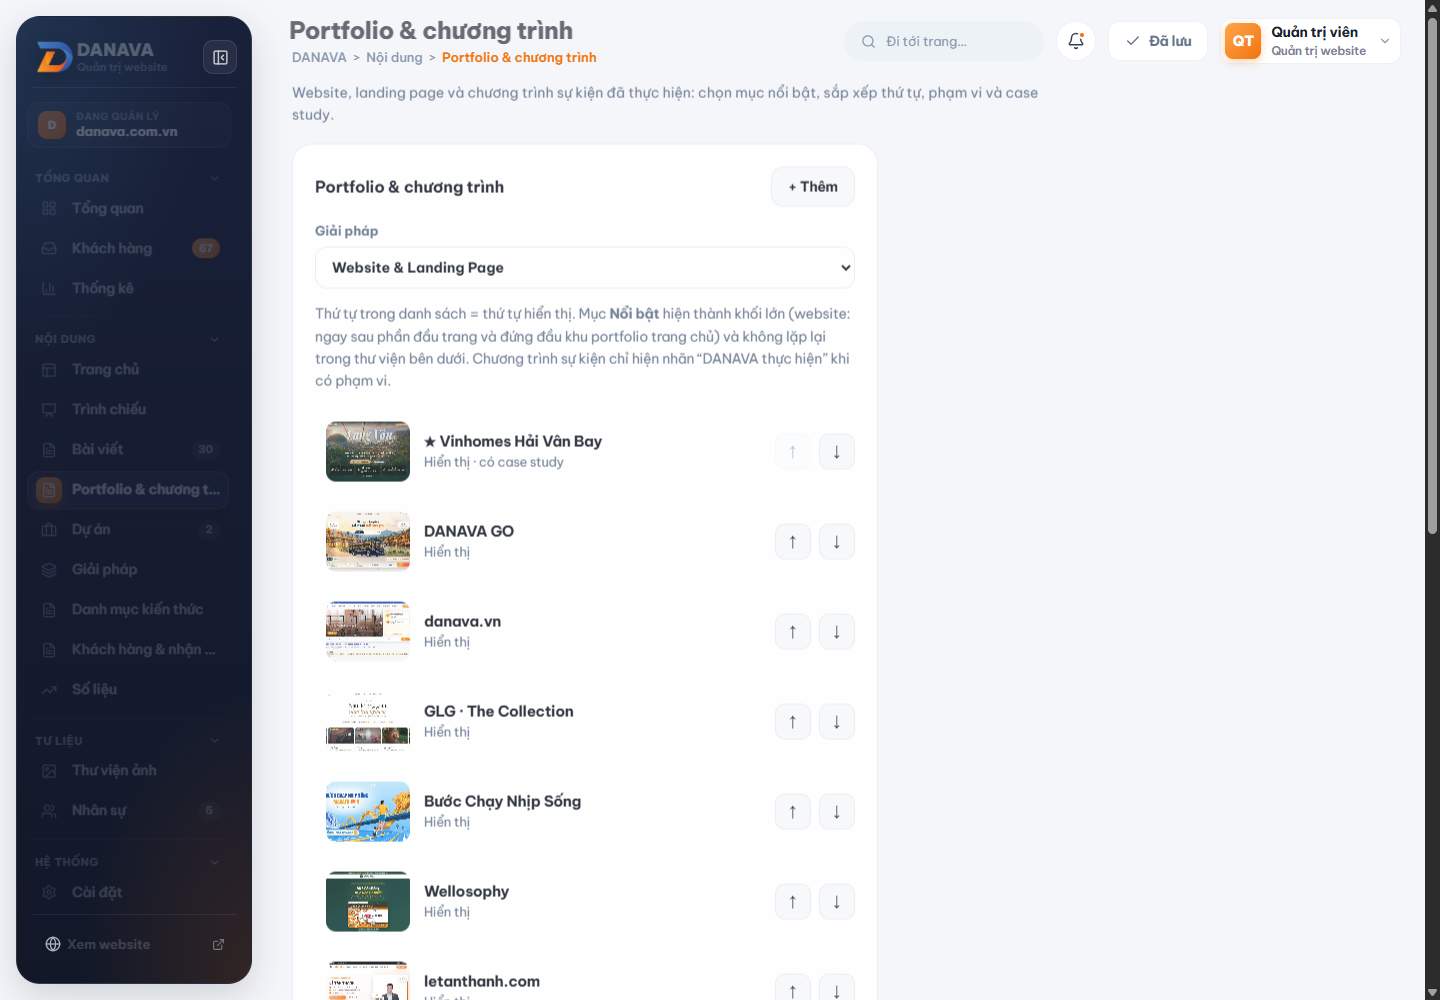 DANAVA
Quản trị website
ĐANG QUẢN LÝ
D
danava.com.vn
TỔNG QUAN
Tổng quan
Khách hàng
67
Thống kê
NỘI DUNG
Trang chủ
Trình chiếu
Bài viết
30
Portfolio & chương t...
Dự án
2
Giải pháp
Danh mục kiến thức
Khách hàng & nhận ...
Số liệu
TƯ LIỆU
Thư viện ảnh
Nhân sự
6
HỆ THỐNG
Cài đặt
Xem website
Portfolio & chương trình
DANAVA > Nội dung > Portfolio & chương trình
Đi tới trang...
Đã lưu
QT
Quản trị viên
Quản trị website
Website, landing page và chương trình sự kiện đã thực hiện: chọn mục nổi bật, sắp xếp thứ tự, phạm vi và case
study.
Portfolio & chương trình
+ Thêm
Giải pháp
Website & Landing Page
Thứ tự trong danh sách = thứ tự hiển thị. Mục Nổi bật hiện thành khối lớn (website:
ngay sau phần đầu trang và đứng đầu khu portfolio trang chủ) và không lặp lại
trong thư viện bên dưới. Chương trình sự kiện chỉ hiện nhãn “DANAVA thực hiện” khi
có phạm vi.
★ Vinhomes Hải Vân Bay
Hiển thị · có case study
↑ ↓
DANAVA GO
Hiển thị
↑ ↓
danava.vn
Hiển thị
↑ ↓
GLG · The Collection
Hiển thị
↑ ↓
Bước Chạy Nhịp Sống
Hiển thị
↑ ↓
Wellosophy
Hiển thị
↑ ↓
letanthanh.com
Hiển thị
↑ ↓